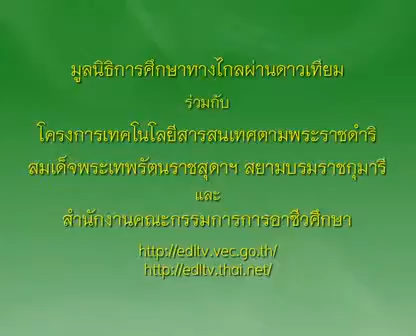 มูลนิธิการศึกษาทางไกลผ่านดาวเทียม
ร่วมกับ
โครงการเทคโนโลยีสารสนเทศตามพระราชดำริ
สมเด็จพระเทพรัตนราชสุดาฯ สยามบรมราชกุมารี
และ
สำนักงานคณะกรรมการการอาชีวศึกษา
http://edltv.vec.go.th/
http://edltv.thai.net/